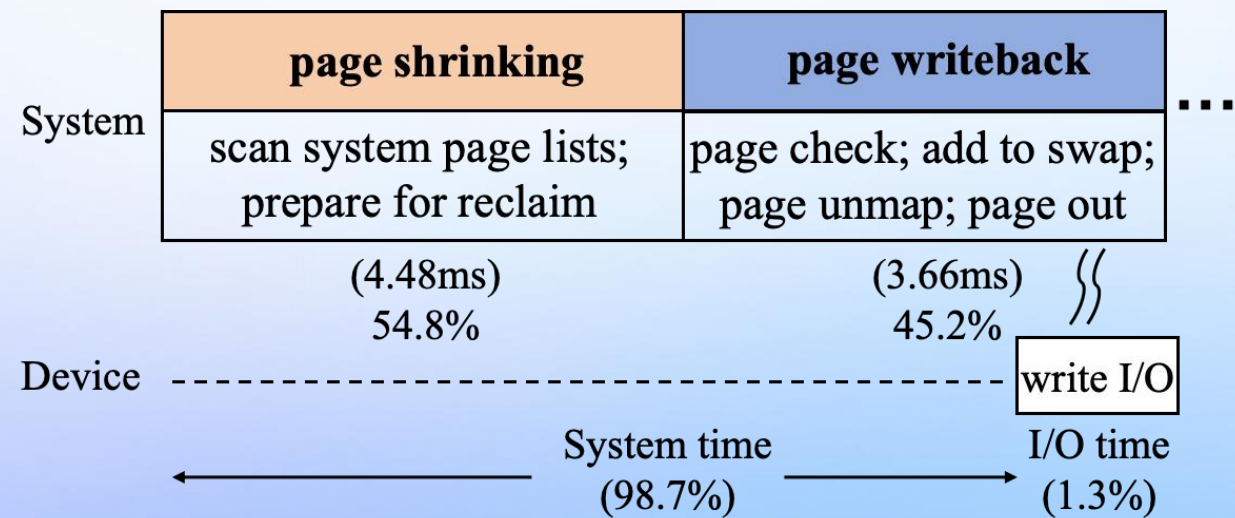 page shrinking
page writeback
System
scan system page lists;
prepare for reclaim
page check; add to swap;
page unmap; page out
...
(4.48ms)
54.8%
(3.66ms)
45.2%
Device
write I/O
System time
(98.7%)
I/O time
(1.3%)